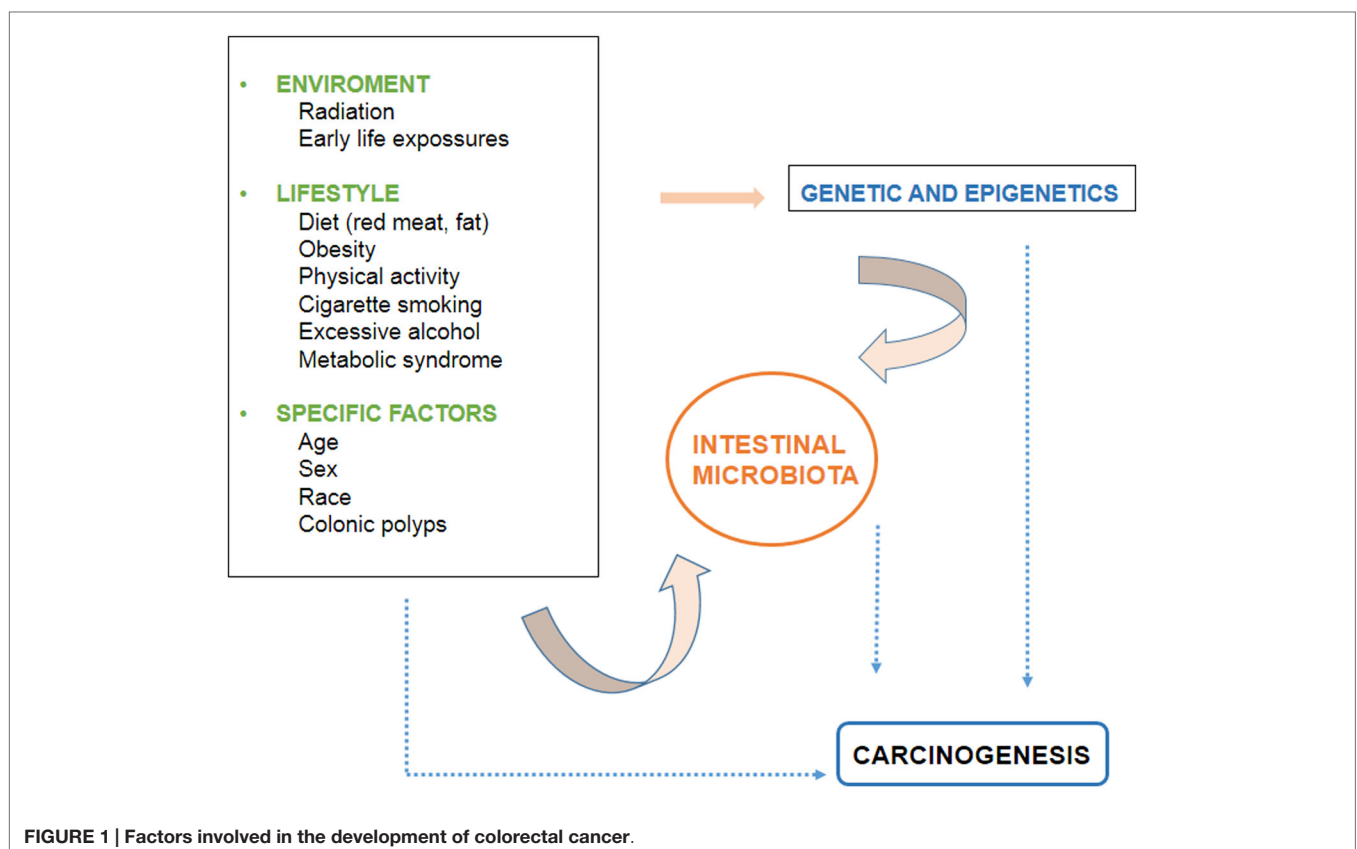 • ENVIROMENT
Radiation
Early life expossures
• LIFESTYLE
Diet (red meat, fat)
Obesity
Physical activity
Cigarette smoking
Excessive alcohol
Metabolic syndrome
• SPECIFIC FACTORS
Age
Sex
Race
Colonic polyps
GENETIC AND EPIGENETICS
INTESTINAL
MICROBIOTA
CARCINOGENESIS
FIGURE 1 | Factors involved in the development of colorectal cancer.